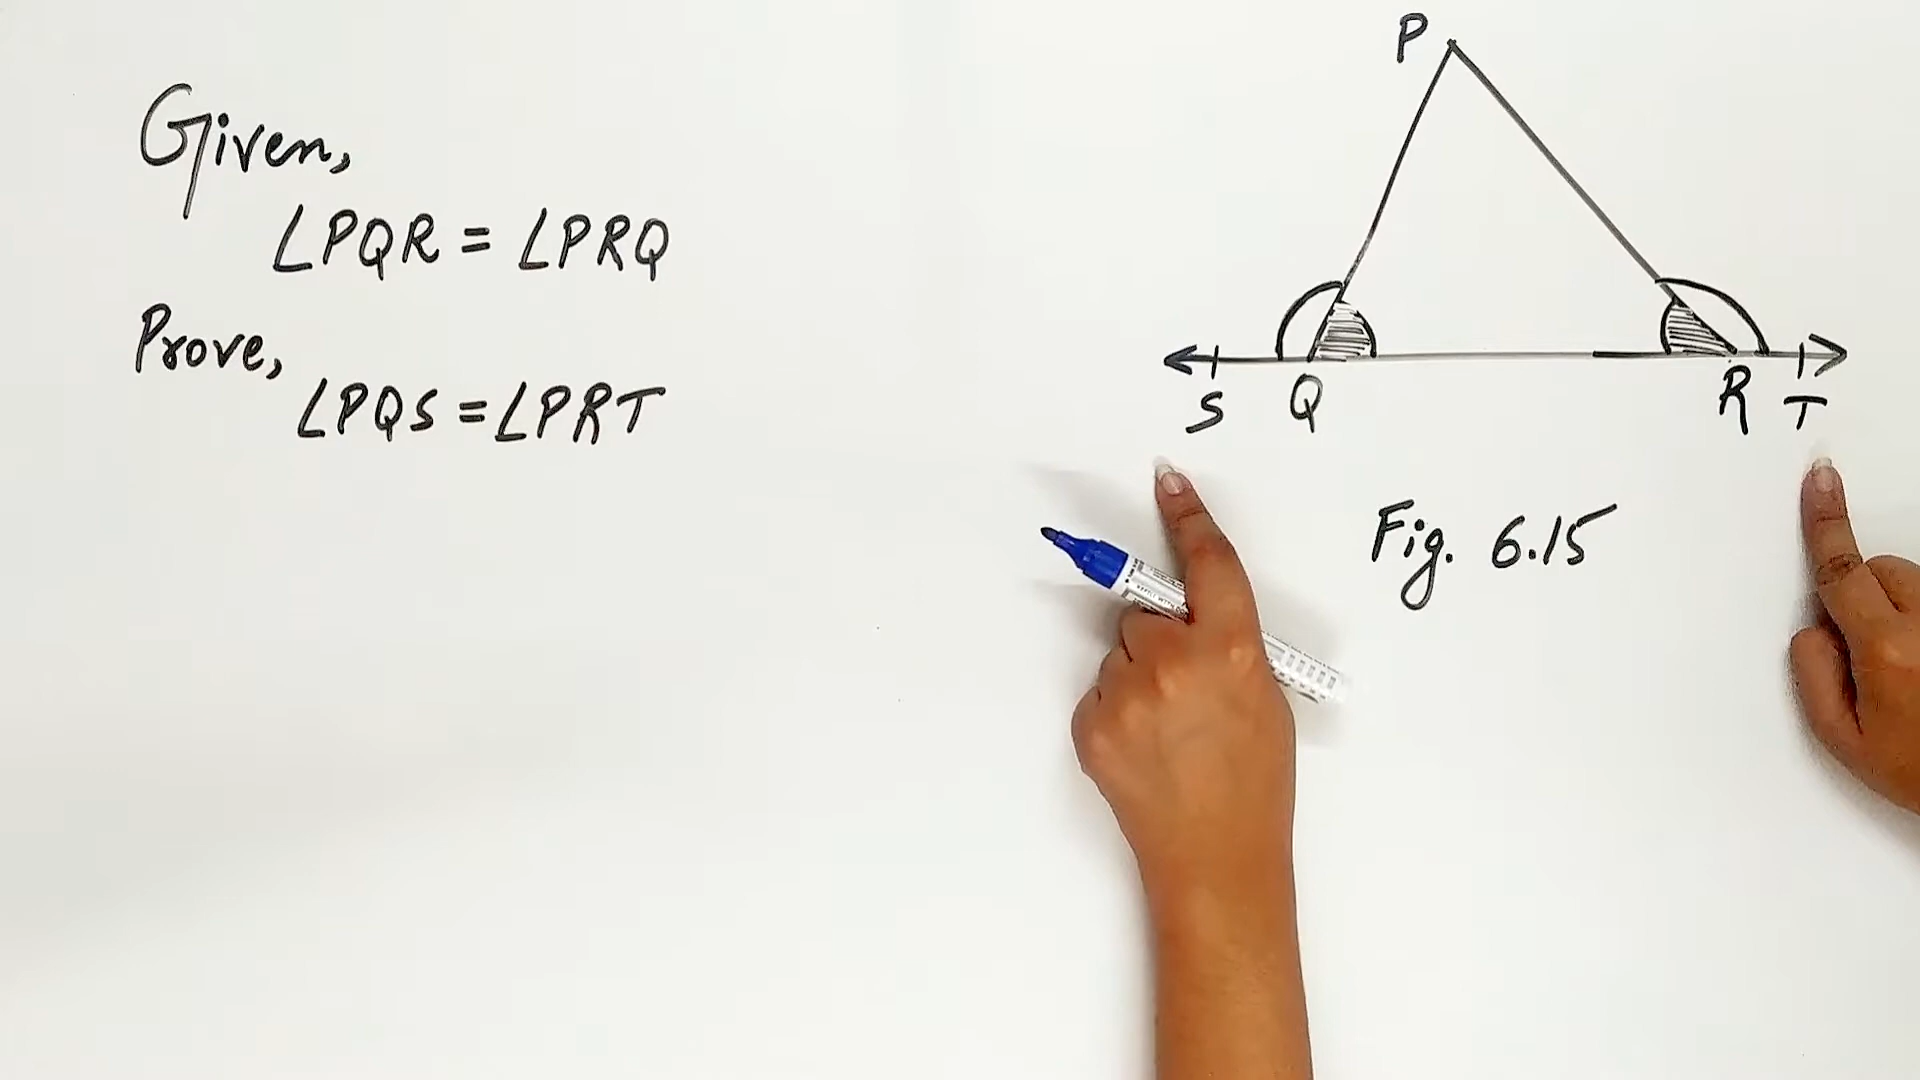 Given,
∠PQR = ∠PRQ
Prove,
∠PQS = ∠PRT
P
S Q R T
Fig. 6.15